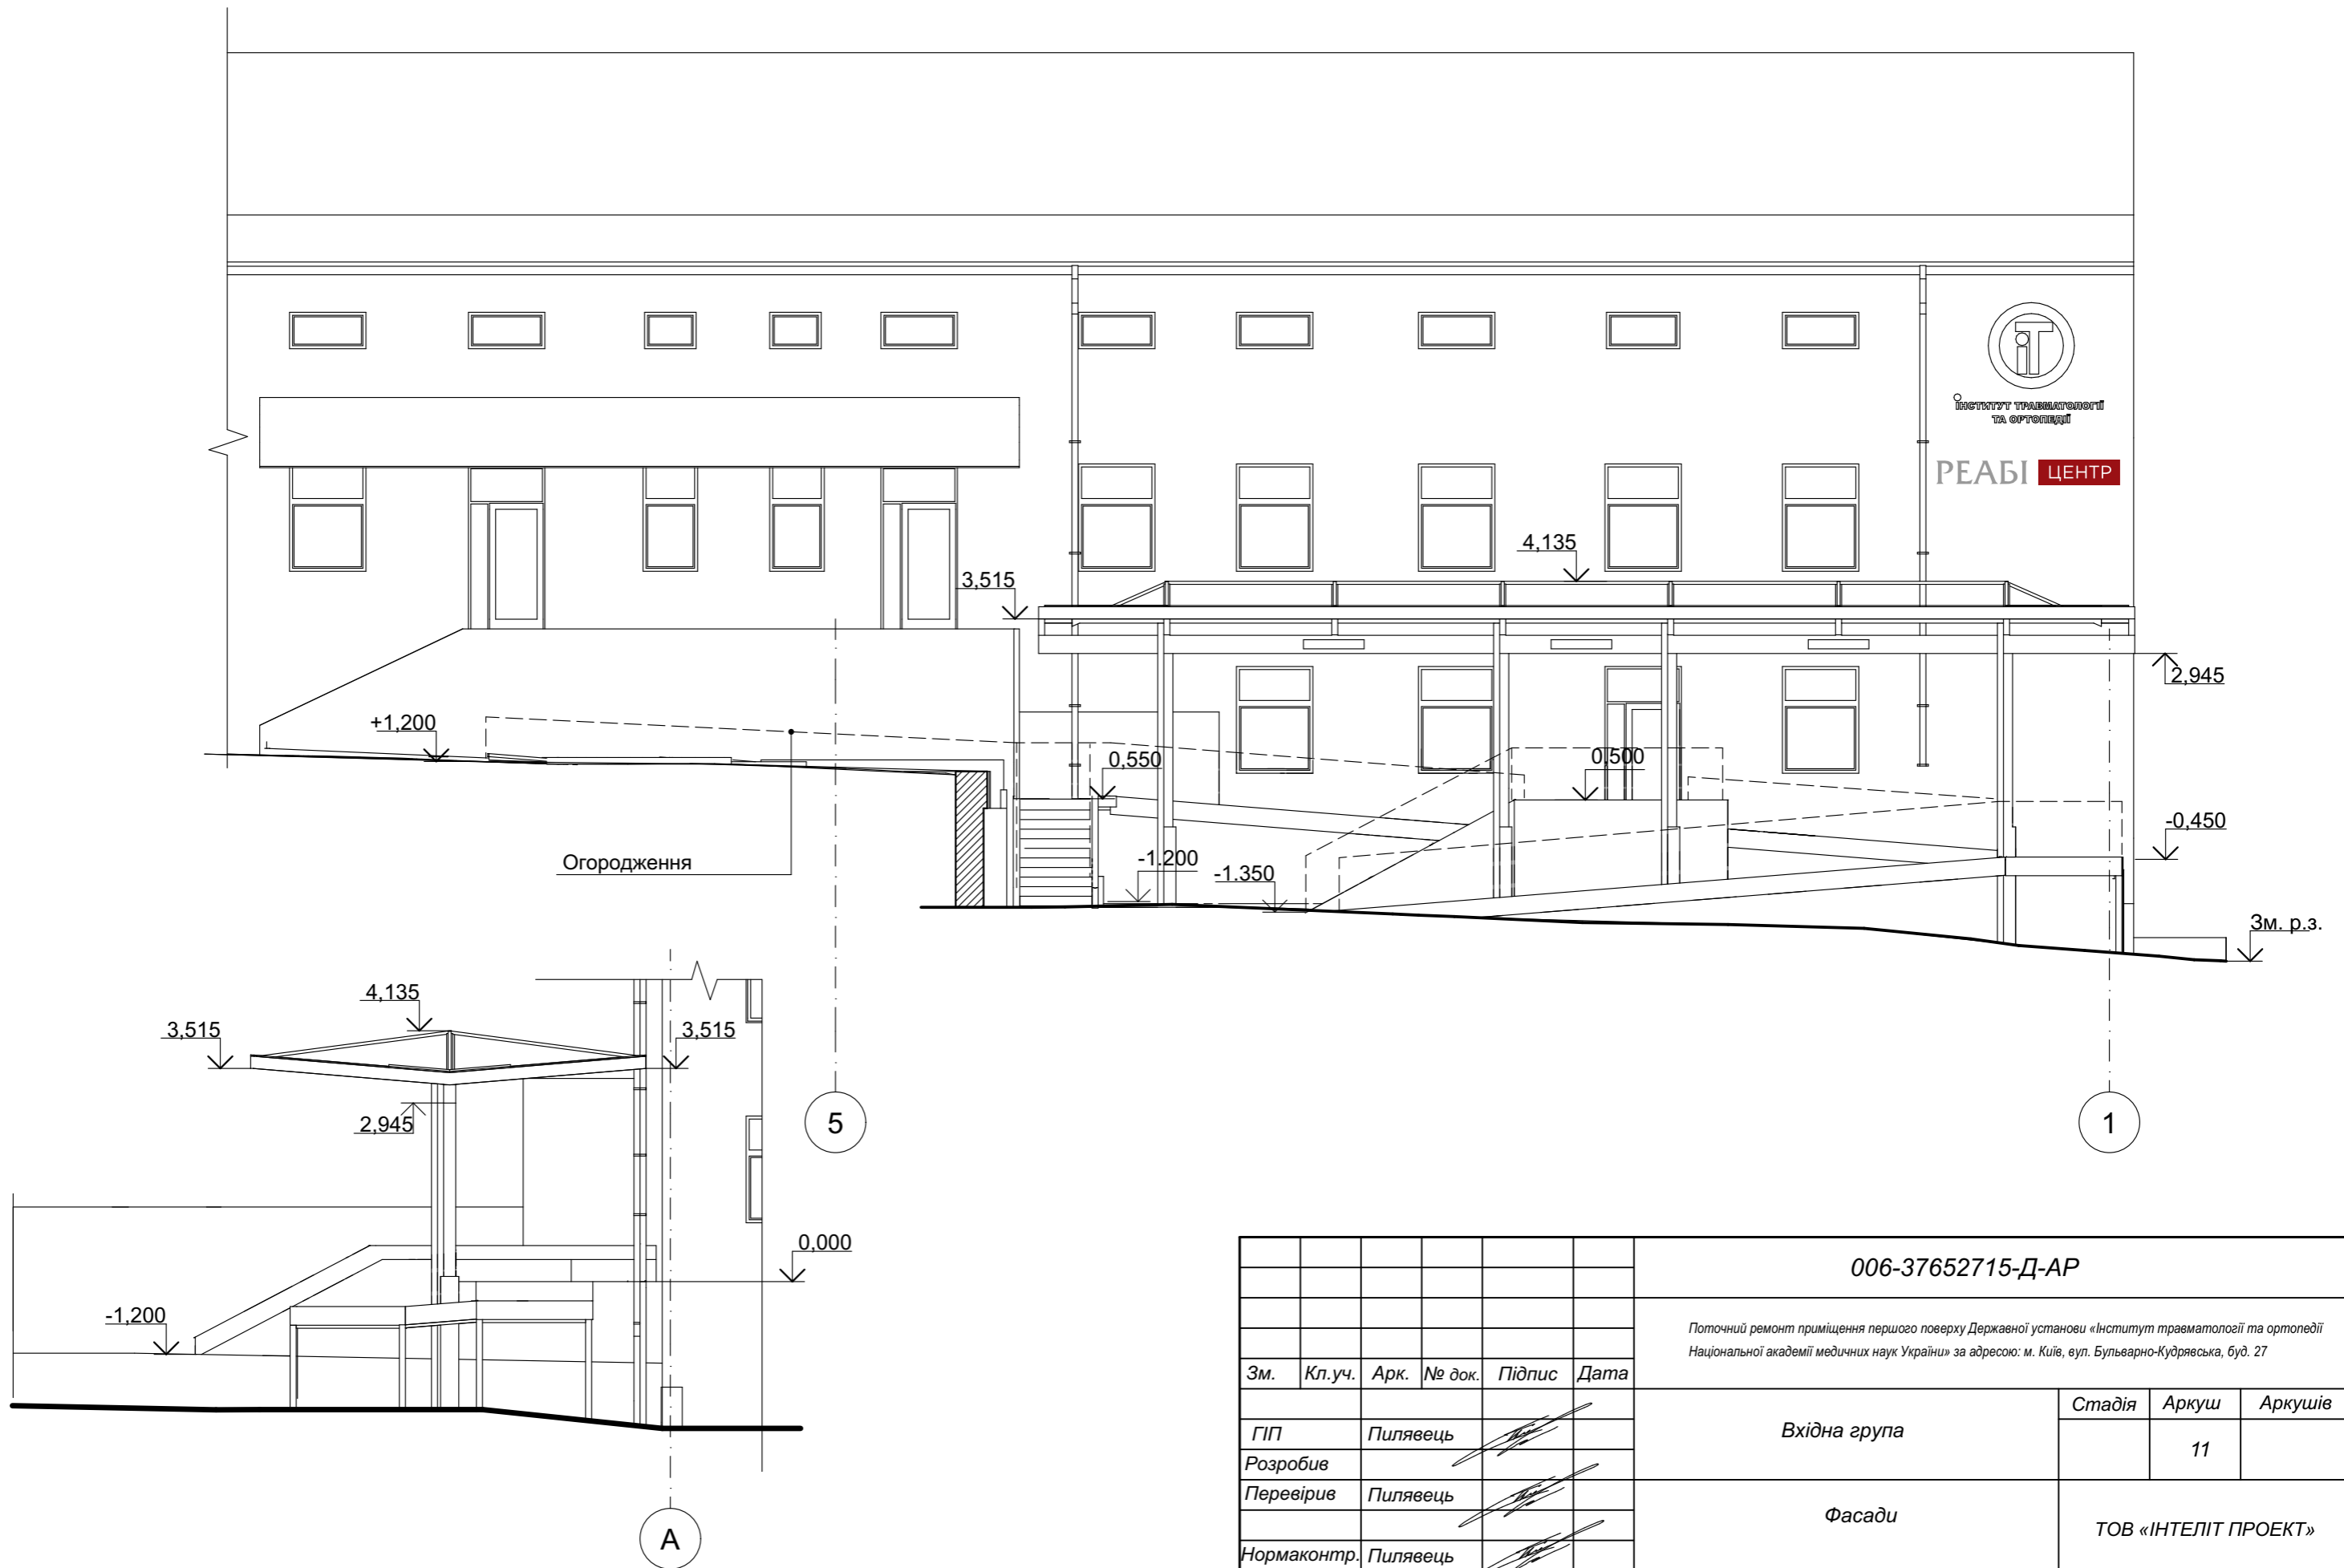 ІНСТИТУТ ТРАВМАТОЛОГІЇ
ТА ОРТОПЕДІЇ
РЕАБІ ЦЕНТР
4,135
3,515
2,945
+1,200
0,550
0,500
-0,450
Огородження
-1.200
-1.350
Зм. р.з.
4,135
3,515
3,515
2,945
5
1
0,000
-1,200
А
006-37652715-Д-АР
Поточний ремонт приміщення першого поверху Державної установи «Інститут травматології та ортопедії
Національної академії медичних наук України» за адресою: м. Київ, вул. Бульварно-Кудрявська, буд. 27
Зм. Кл.уч. Арк. № док. Підпис Дата
Вхідна група
Стадія Аркуш Аркушів
ГІП Пилявець
11
Розробив
Перевірив Пилявець
Фасади
ТОВ «ІНТЕЛІТ ПРОЕКТ»
Нормаконтр. Пилявець